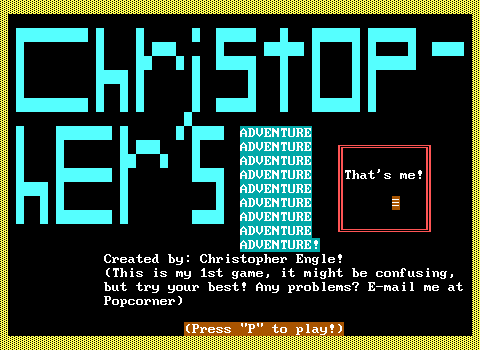 Christop-
hEr's
ADVENTURE
ADVENTURE
ADVENTURE
ADVENTURE
ADVENTURE
ADVENTURE
ADVENTURE
ADVENTURE
ADVENTURE!
That's me!
Created by: Christopher Engle!
(This is my 1st game, it might be confusing,
but try your best! Any problems? E-mail me at
Popcorner)
(Press "P" to play!)